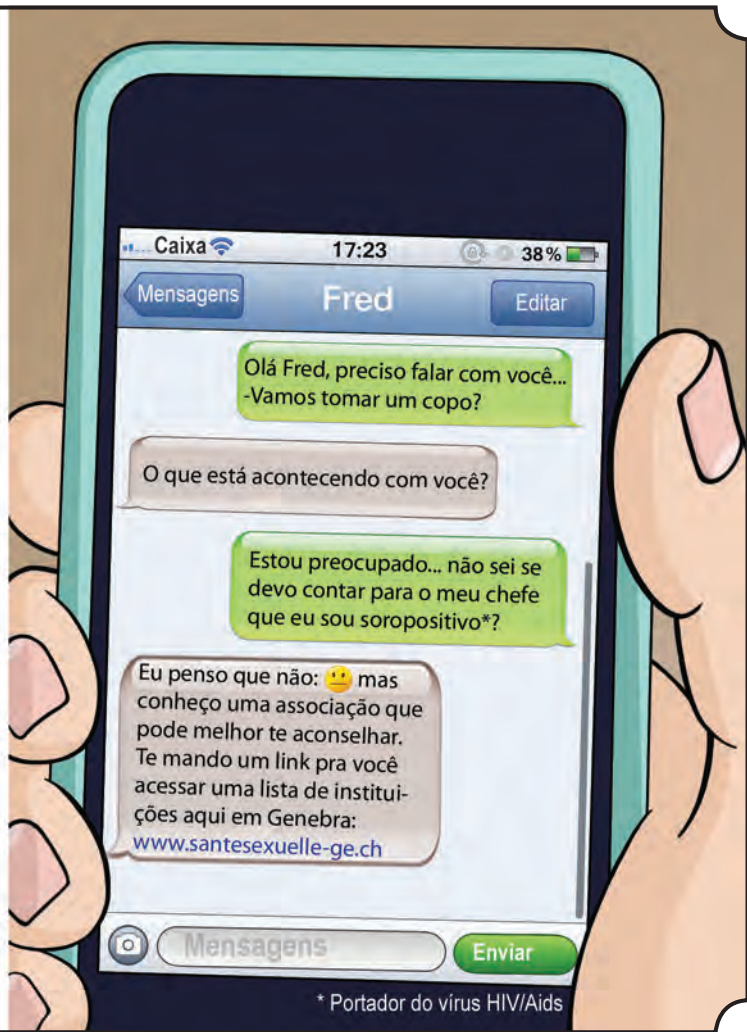 Caixa 17:23 38%
Mensagens Fred Editar
Olá Fred, preciso falar com você...
-Vamos tomar um copo?
O que está acontecendo com você?
Estou preocupado... não sei se
devo contar para o meu chefe
que eu sou soropositivo*?
Eu penso que não: 😐 mas
conheço uma associação que
pode melhor te aconselhar.
Te mando um link pra você
acessar uma lista de institui-
ções aqui em Genebra:
www.santesexuelle-ge.ch
Mensagens Enviar
* Portador do vírus HIV/Aids